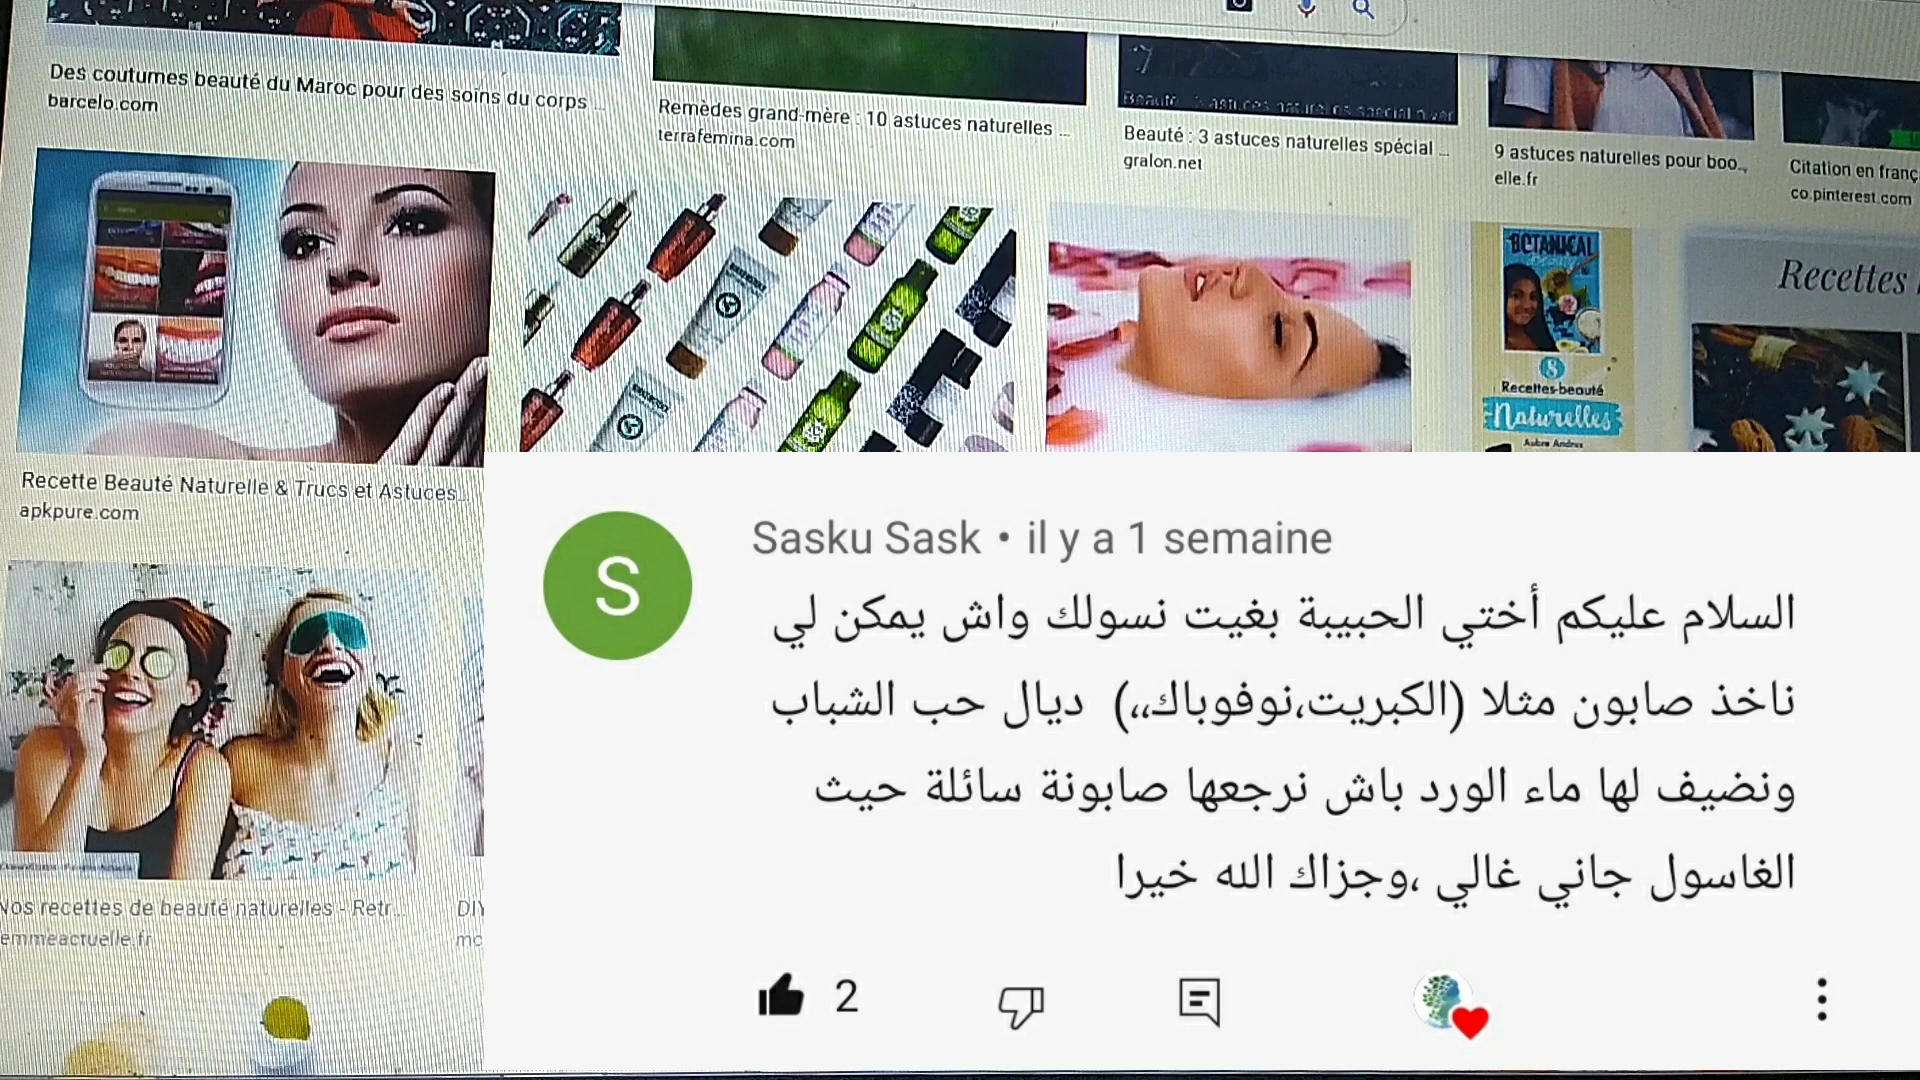 Des coutumes beauté du Maroc pour des soins du corps ...
barcelo.com
Remèdes grand-mère : 10 astuces naturelles ...
terrafemina.com
Beauté : 3 astuces naturelles spécial ...
gralon.net
9 astuces naturelles pour boo...
elle.fr
Citation en franç
co.pinterest.com
BOTANICAL
Recettes-beauté
Naturelles
Recettes
Recette Beauté Naturelle & Trucs et Astuces...
apkpure.com
Sasku Sask • il y a 1 semaine
S
السلام عليكم أختي الحبيبة بغيت نسولك واش يمكن لي
ناخذ صابون مثلا (الكبريت،نوفوباك،،) ديال حب الشباب
ونضيف لها ماء الورد باش نرجعها صابونة سائلة حيث
الغاسول جاني غالي ،وجزاك الله خيرا
2
Nos recettes de beauté naturelles - Retr...
emmeactuelle.fr
DIY
mc